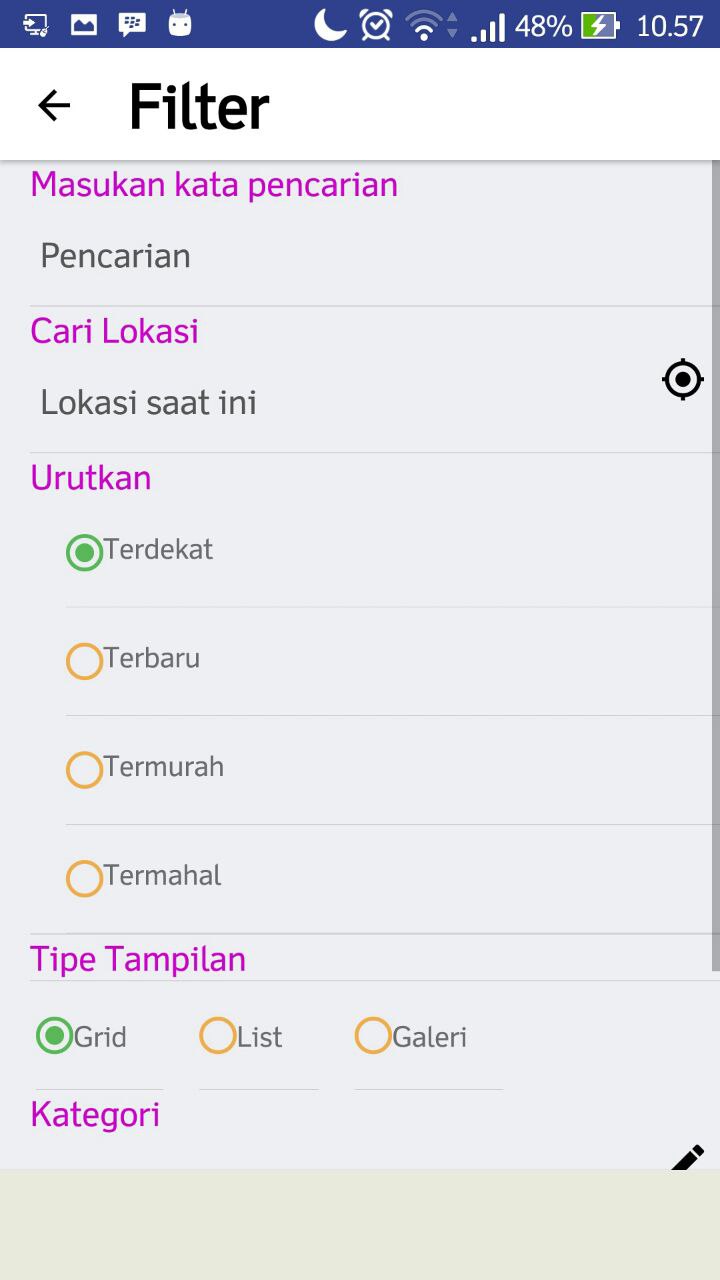 48% 10.57
Filter
Masukan kata pencarian
Pencarian
Cari Lokasi
Lokasi saat ini
Urutkan
Terdekat
Terbaru
Termurah
Termahal
Tipe Tampilan
Grid List Galeri
Kategori